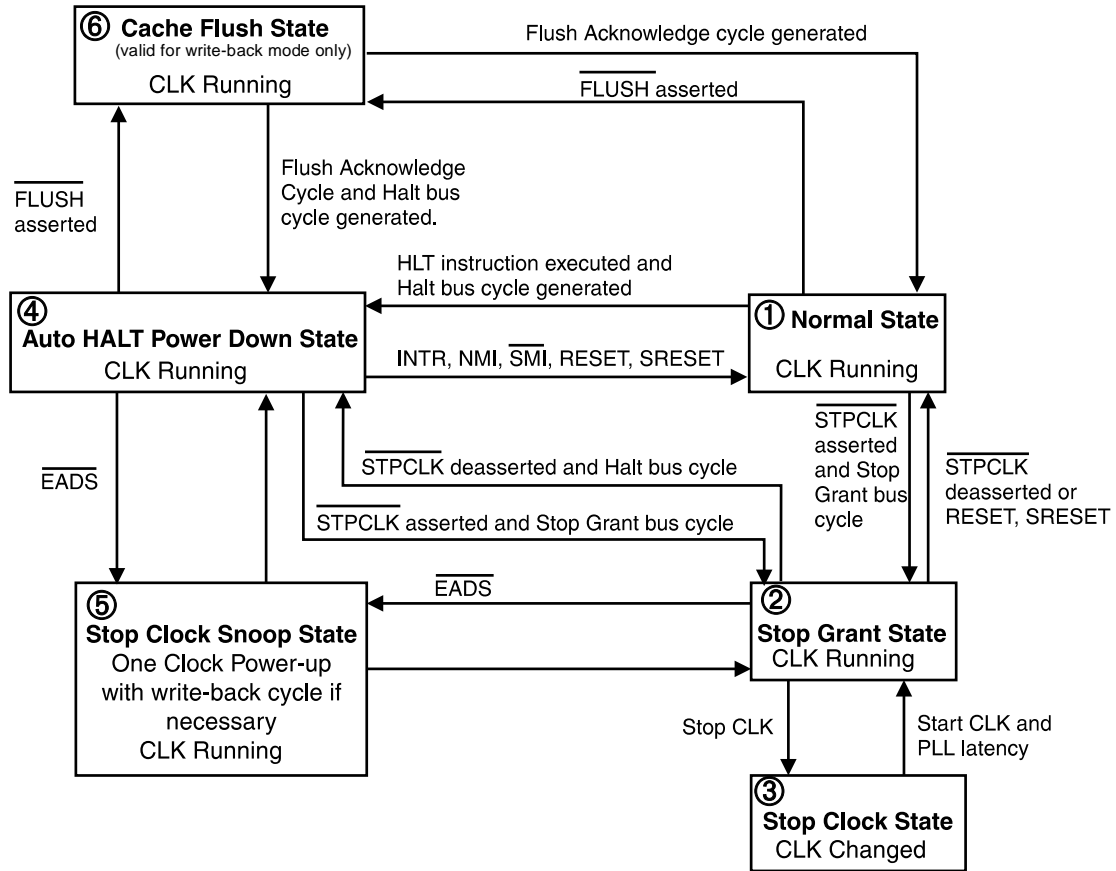 ⑥ Cache Flush State
(valid for write-back mode only)
CLK Running
Flush Acknowledge cycle generated
FLUSH asserted
FLUSH
asserted
Flush Acknowledge
Cycle and Halt bus
cycle generated.
HLT instruction executed and
Halt bus cycle generated
④
Auto HALT Power Down State
CLK Running
① Normal State
CLK Running
INTR, NMI, SMI, RESET, SRESET
STPCLK
asserted
and Stop
Grant bus
cycle
STPCLK
deasserted or
RESET, SRESET
EADS
STPCLK deasserted and Halt bus cycle
STPCLK asserted and Stop Grant bus cycle
EADS
⑤
Stop Clock Snoop State
One Clock Power-up
with write-back cycle if
necessary
CLK Running
②
Stop Grant State
CLK Running
Stop CLK
Start CLK and
PLL latency
③
Stop Clock State
CLK Changed